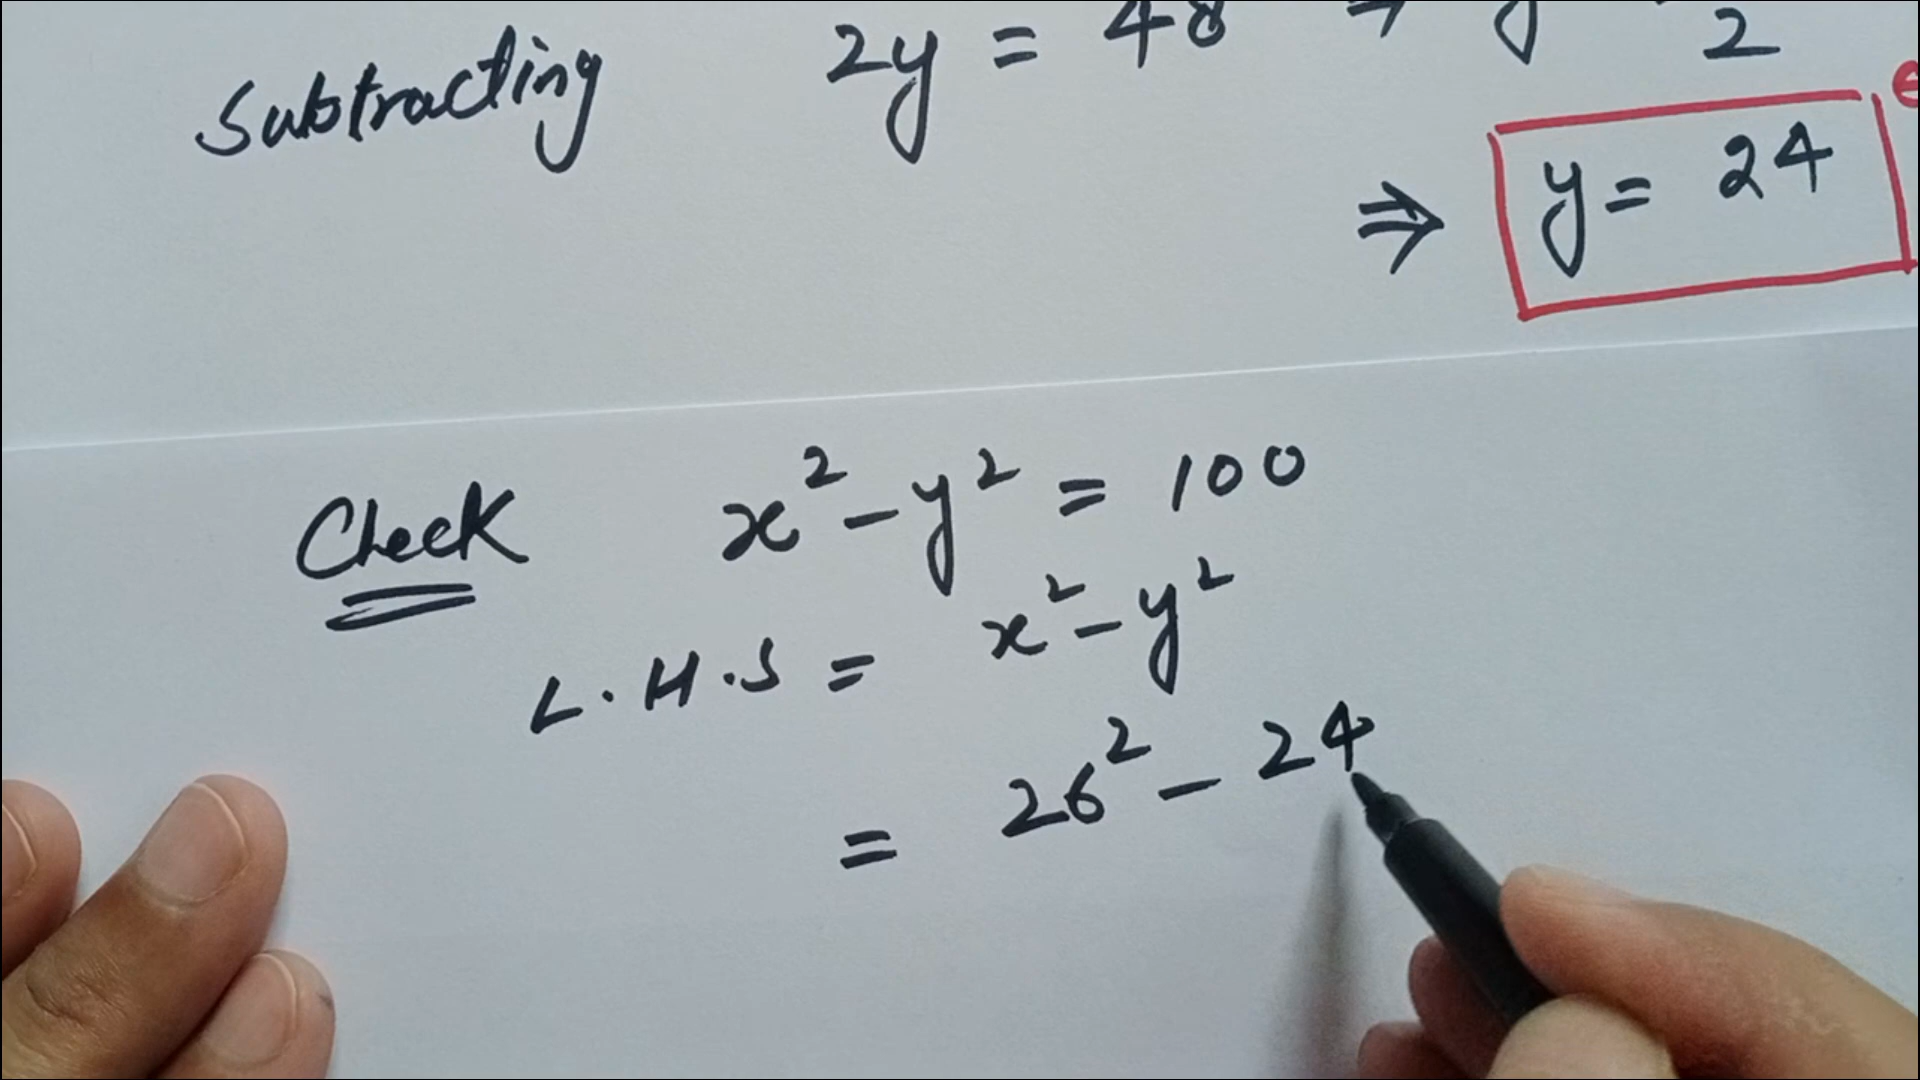 Subtracting 2y = 48 ⇒ y
2
⇒ y = 24
Check x² - y² = 100
L.H.S = x² - y²
= 26² - 24